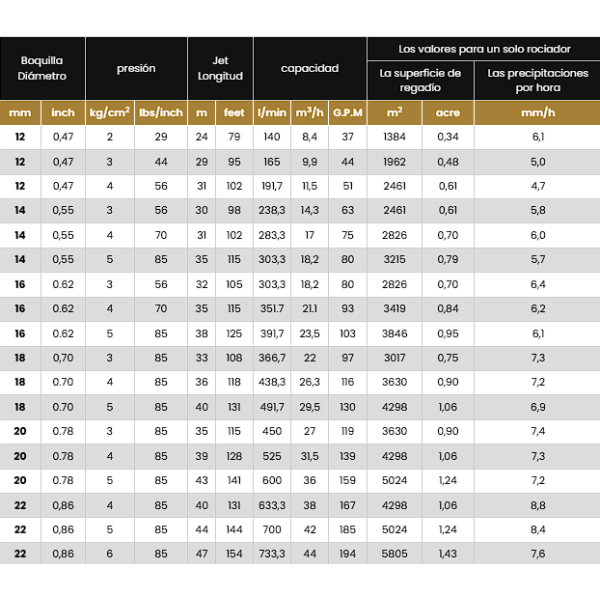 Boquilla Diámetro presión Jet Longitud capacidad Los valores para un solo rociador
La superficie de regadío Las precipitaciones por hora
mm inch kg/cm² lbs/inch m feet l/min m³/h G.P.M m² acre mm/h
12 0,47 2 29 24 79 140 8,4 37 1384 0,34 6,1
12 0,47 3 44 29 95 165 9,9 44 1962 0,48 5,0
12 0,47 4 56 31 102 191,7 11,5 51 2461 0,61 4,7
14 0,55 3 56 30 98 238,3 14,3 63 2461 0,61 5,8
14 0,55 4 70 31 102 283,3 17 75 2826 0,70 6,0
14 0,55 5 85 35 115 303,3 18,2 80 3215 0,79 5,7
16 0.62 3 56 32 105 303,3 18,2 80 2826 0,70 6,4
16 0.62 4 70 35 115 351.7 21.1 93 3419 0,84 6,2
16 0.62 5 85 38 125 391,7 23,5 103 3846 0,95 6,1
18 0,70 3 85 33 108 366,7 22 97 3017 0,75 7,3
18 0.70 4 85 36 118 438,3 26,3 116 3630 0,90 7,2
18 0.70 5 85 40 131 491,7 29,5 130 4298 1,06 6,9
20 0.78 3 85 35 115 450 27 119 3630 0,90 7,4
20 0.78 4 85 39 128 525 31,5 139 4298 1,06 7,3
20 0.78 5 85 43 141 600 36 159 5024 1,24 7,2
22 0,86 4 85 40 131 633,3 38 167 4298 1,06 8,8
22 0,86 5 85 44 144 700 42 185 5024 1,24 8,4
22 0,86 6 85 47 154 733,3 44 194 5805 1,43 7,6